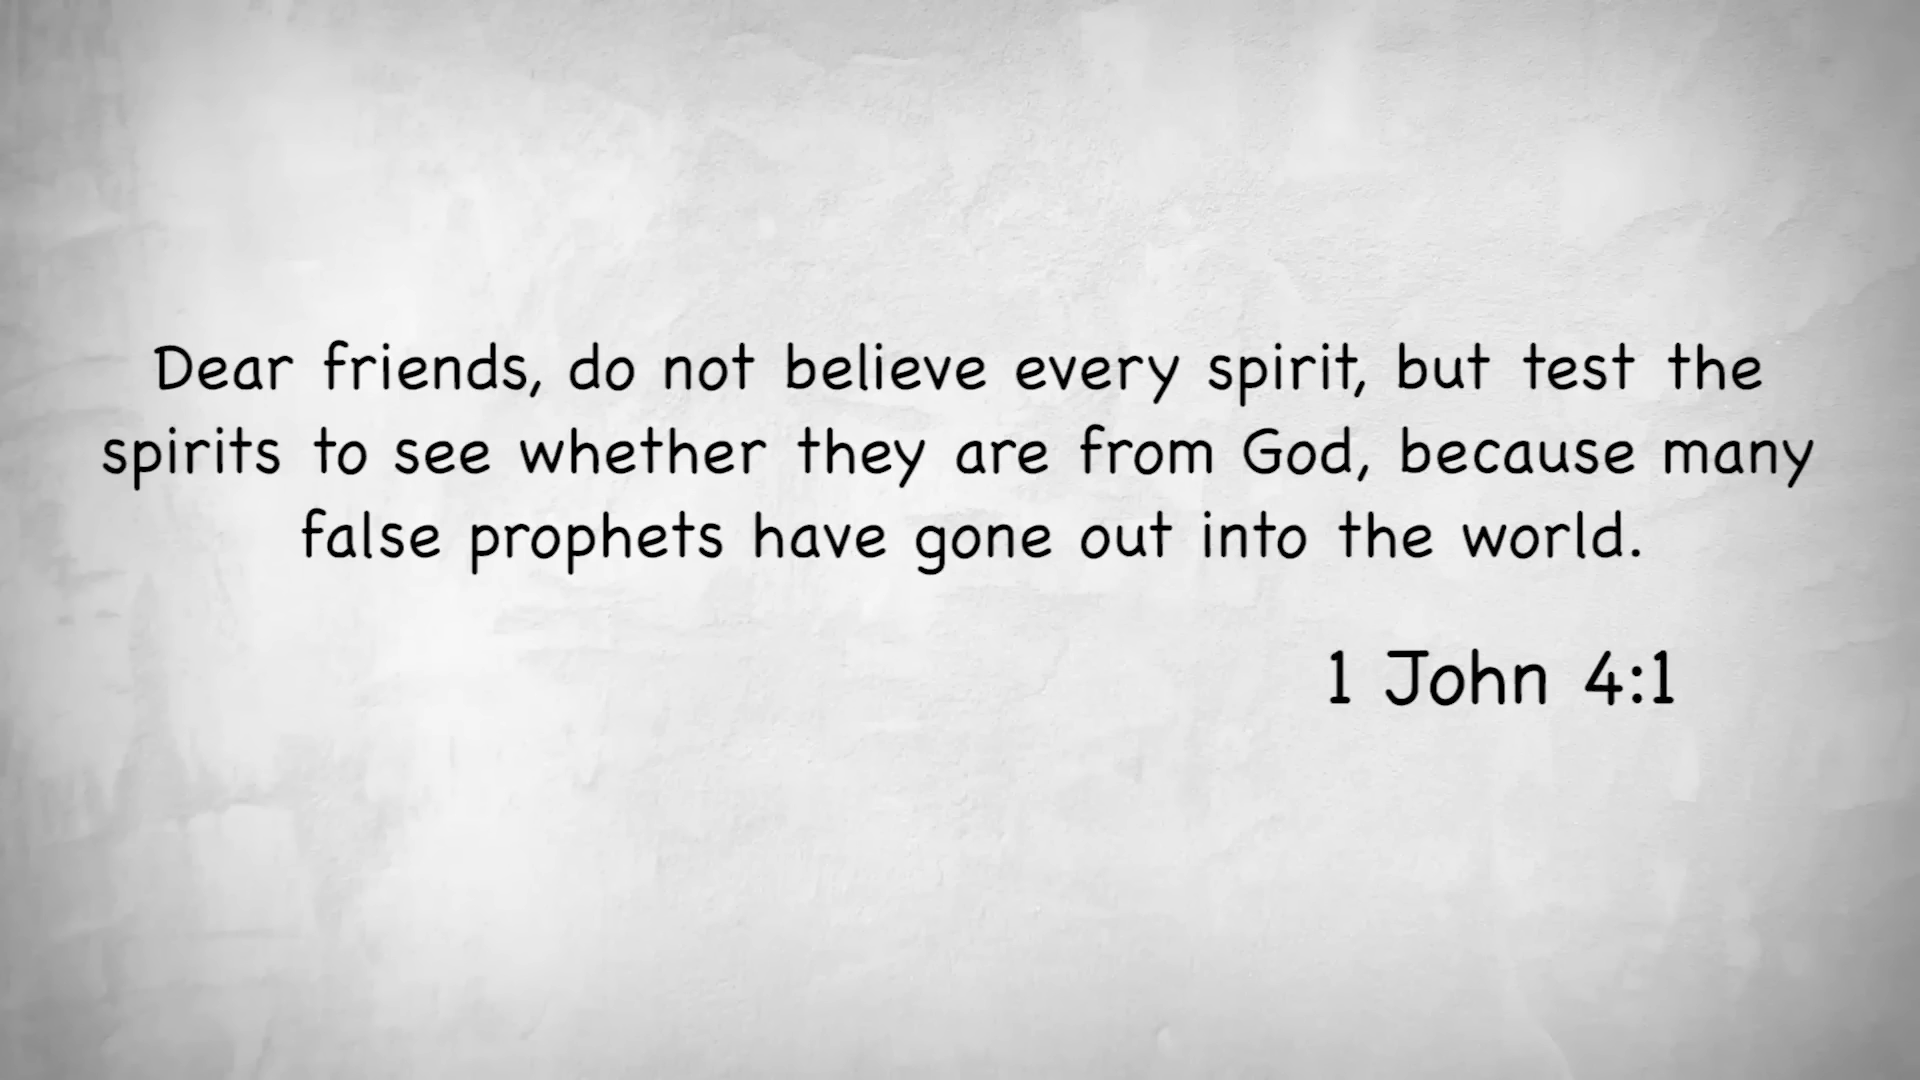 Dear friends, do not believe every spirit, but test the
spirits to see whether they are from God, because many
false prophets have gone out into the world.
1 John 4:1